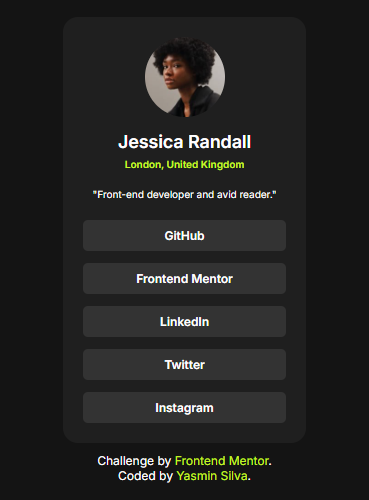 Jessica Randall
London, United Kingdom
"Front-end developer and avid reader."
GitHub
Frontend Mentor
LinkedIn
Twitter
Instagram
Challenge by Frontend Mentor.
Coded by Yasmin Silva.